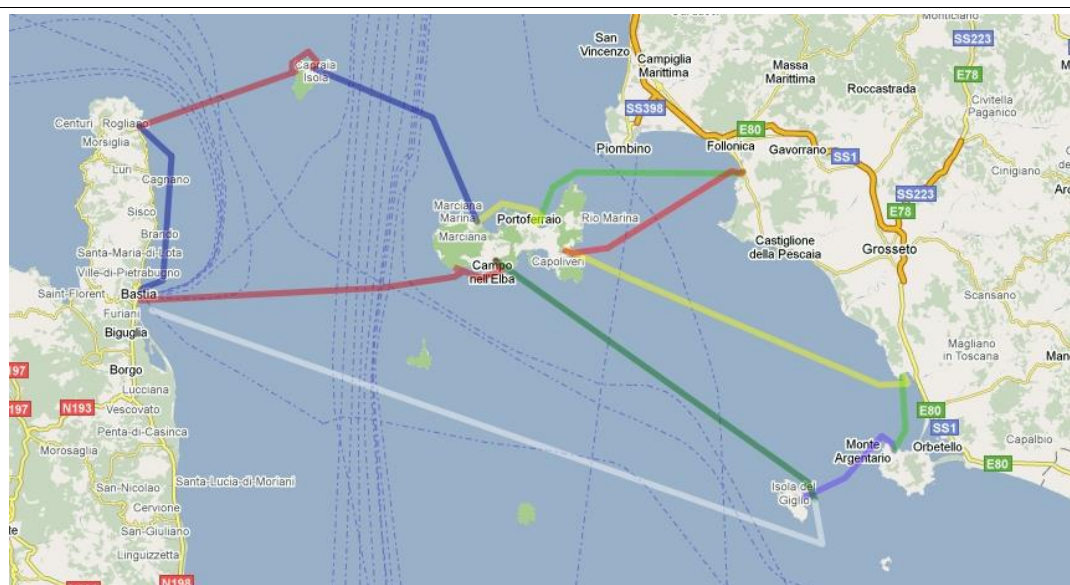 Monticiano
San
Vincenzo
SS223
Campiglia
Marittima
Massa
Marittima
E78
Capraia
Isola
Roccastrada
SS398
Civitella
Paganico
Centuri
Rogliano
E80
Morsiglia
Piombino
Follonica
Gavorrano
SS1
Luri
Cagnano
SS223
Cinigiano
E78
Sisco
Marciana
Marina
Portoferraio
Rio Marina
Brando
Marciana
Castiglione
della Pescaia
Grosseto
Santa-Maria-di-Lota
Ville-di-Pietrabugno
Campo
nell'Elba
Capoliveri
Saint-Florent
Bastia
Scansano
Furiani
Biguglia
Magliano
in Toscana
Borgo
197
Lucciana
N193
197
Vescovato
E80
SS1
Penta-di-Casinca
Monte
Argentario
Orbetello
Capalbio
Morosaglia
E80
San-Nicolao
Santa-Lucia-di-Moriani
Isola del
Giglio
Cervione
San-Giuliano
Linguizzetta
N198